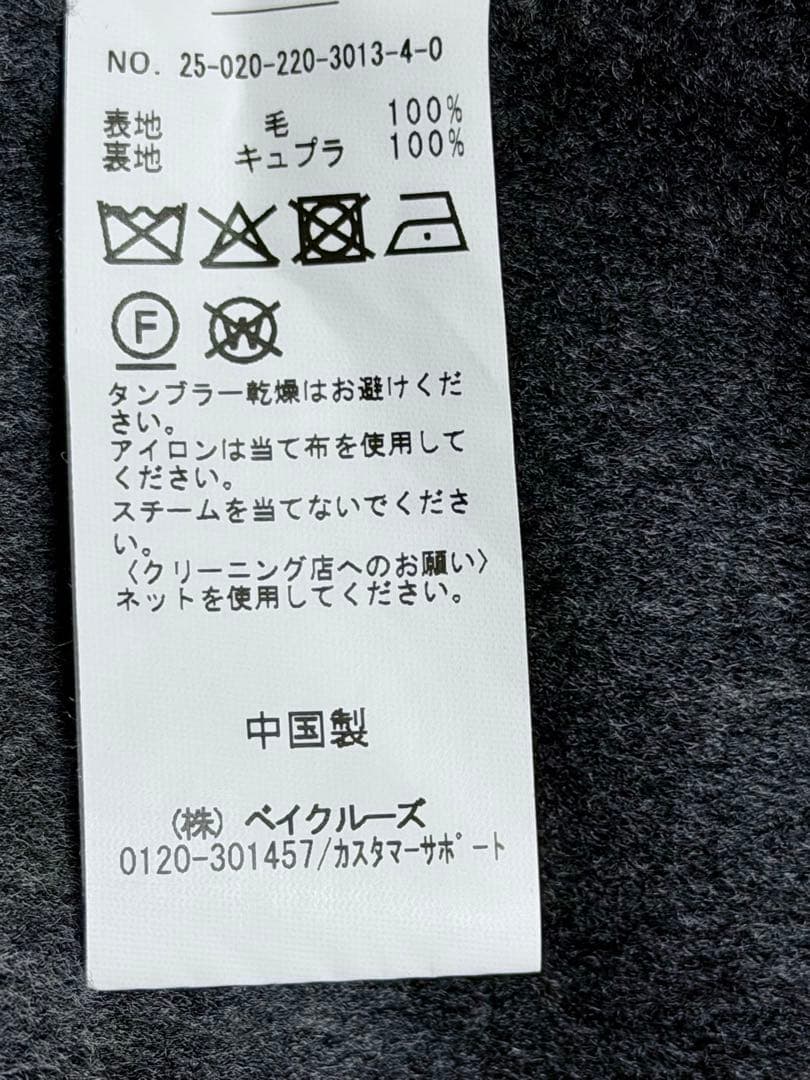 NO. 25-020-220-3013-4-0
表地 毛 100%
裏地 キュプラ 100%
F
W
タンブラー乾燥はお避けくだ
さい。
アイロンは当て布を使用して
ください。
スチームを当てないでくださ
い。
〈クリーニング店へのお願い〉
ネットを使用してください。
中国製
(株) ベイクルーズ
0120-301457/カスタマーサポート